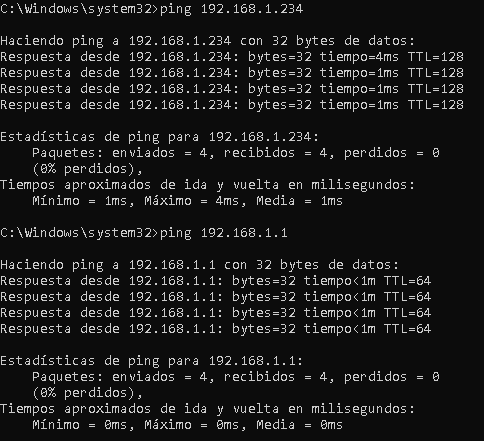 C:\Windows\system32>ping 192.168.1.234
Haciendo ping a 192.168.1.234 con 32 bytes de datos:
Respuesta desde 192.168.1.234: bytes=32 tiempo=4ms TTL=128
Respuesta desde 192.168.1.234: bytes=32 tiempo=1ms TTL=128
Respuesta desde 192.168.1.234: bytes=32 tiempo=1ms TTL=128
Respuesta desde 192.168.1.234: bytes=32 tiempo=1ms TTL=128
Estadísticas de ping para 192.168.1.234:
Paquetes: enviados = 4, recibidos = 4, perdidos = 0
(0% perdidos),
Tiempos aproximados de ida y vuelta en milisegundos:
Mínimo = 1ms, Máximo = 4ms, Media = 1ms
C:\Windows\system32>ping 192.168.1.1
Haciendo ping a 192.168.1.1 con 32 bytes de datos:
Respuesta desde 192.168.1.1: bytes=32 tiempo<1m TTL=64
Respuesta desde 192.168.1.1: bytes=32 tiempo<1m TTL=64
Respuesta desde 192.168.1.1: bytes=32 tiempo<1m TTL=64
Respuesta desde 192.168.1.1: bytes=32 tiempo<1m TTL=64
Estadísticas de ping para 192.168.1.1:
Paquetes: enviados = 4, recibidos = 4, perdidos = 0
(0% perdidos),
Tiempos aproximados de ida y vuelta en milisegundos:
Mínimo = 0ms, Máximo = 0ms, Media = 0ms